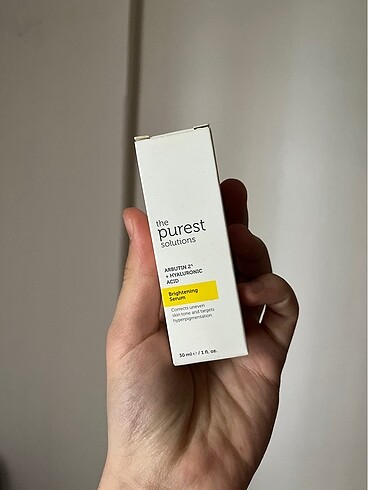 the
purest
solutions
ARBUTIN 2%
+ HYALURONIC
ACID
Brightening
Serum
Corrects uneven
skin tone and targets
hyperpigmentation
30 ml ℮ / 1 fl. oz.